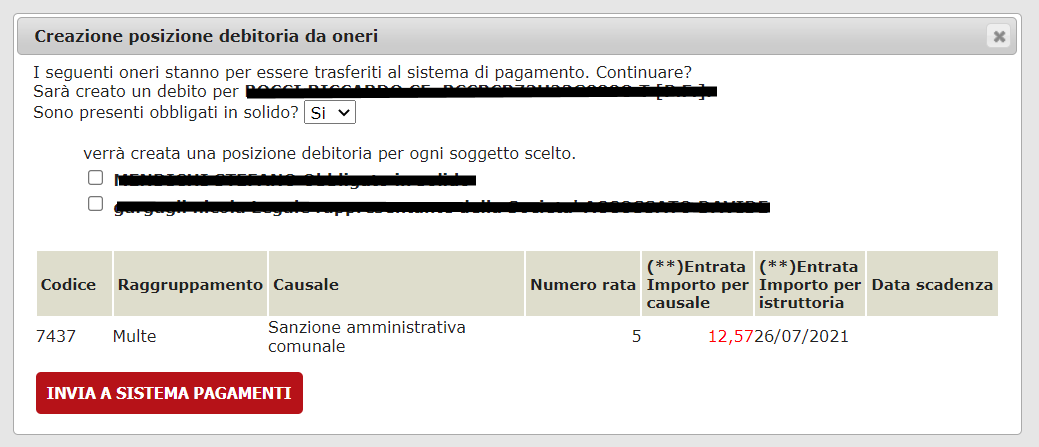 Creazione posizione debitoria da oneri
I seguenti oneri stanno per essere trasferiti al sistema di pagamento. Continuare?
Sarà creato un debito per
Sono presenti obbligati in solido? Si
verrà creata una posizione debitoria per ogni soggetto scelto.
Codice Raggruppamento Causale Numero rata (**)Entrata Importo per causale (**)Entrata Importo per istruttoria Data scadenza
7437 Multe Sanzione amministrativa comunale 5 12,57 26/07/2021
INVIA A SISTEMA PAGAMENTI